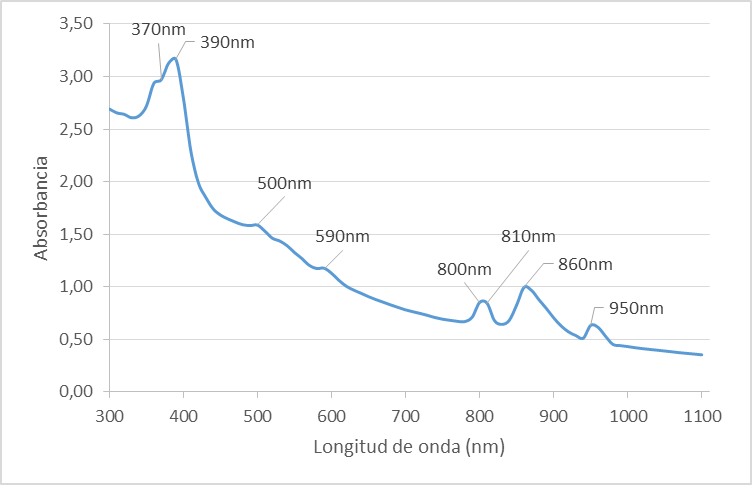 3,50
3,00
2,50
2,00
1,50
1,00
0,50
0,00
Absorbancia
370nm
390nm
500nm
590nm
800nm
810nm
860nm
950nm
300 400 500 600 700 800 900 1000 1100
Longitud de onda (nm)